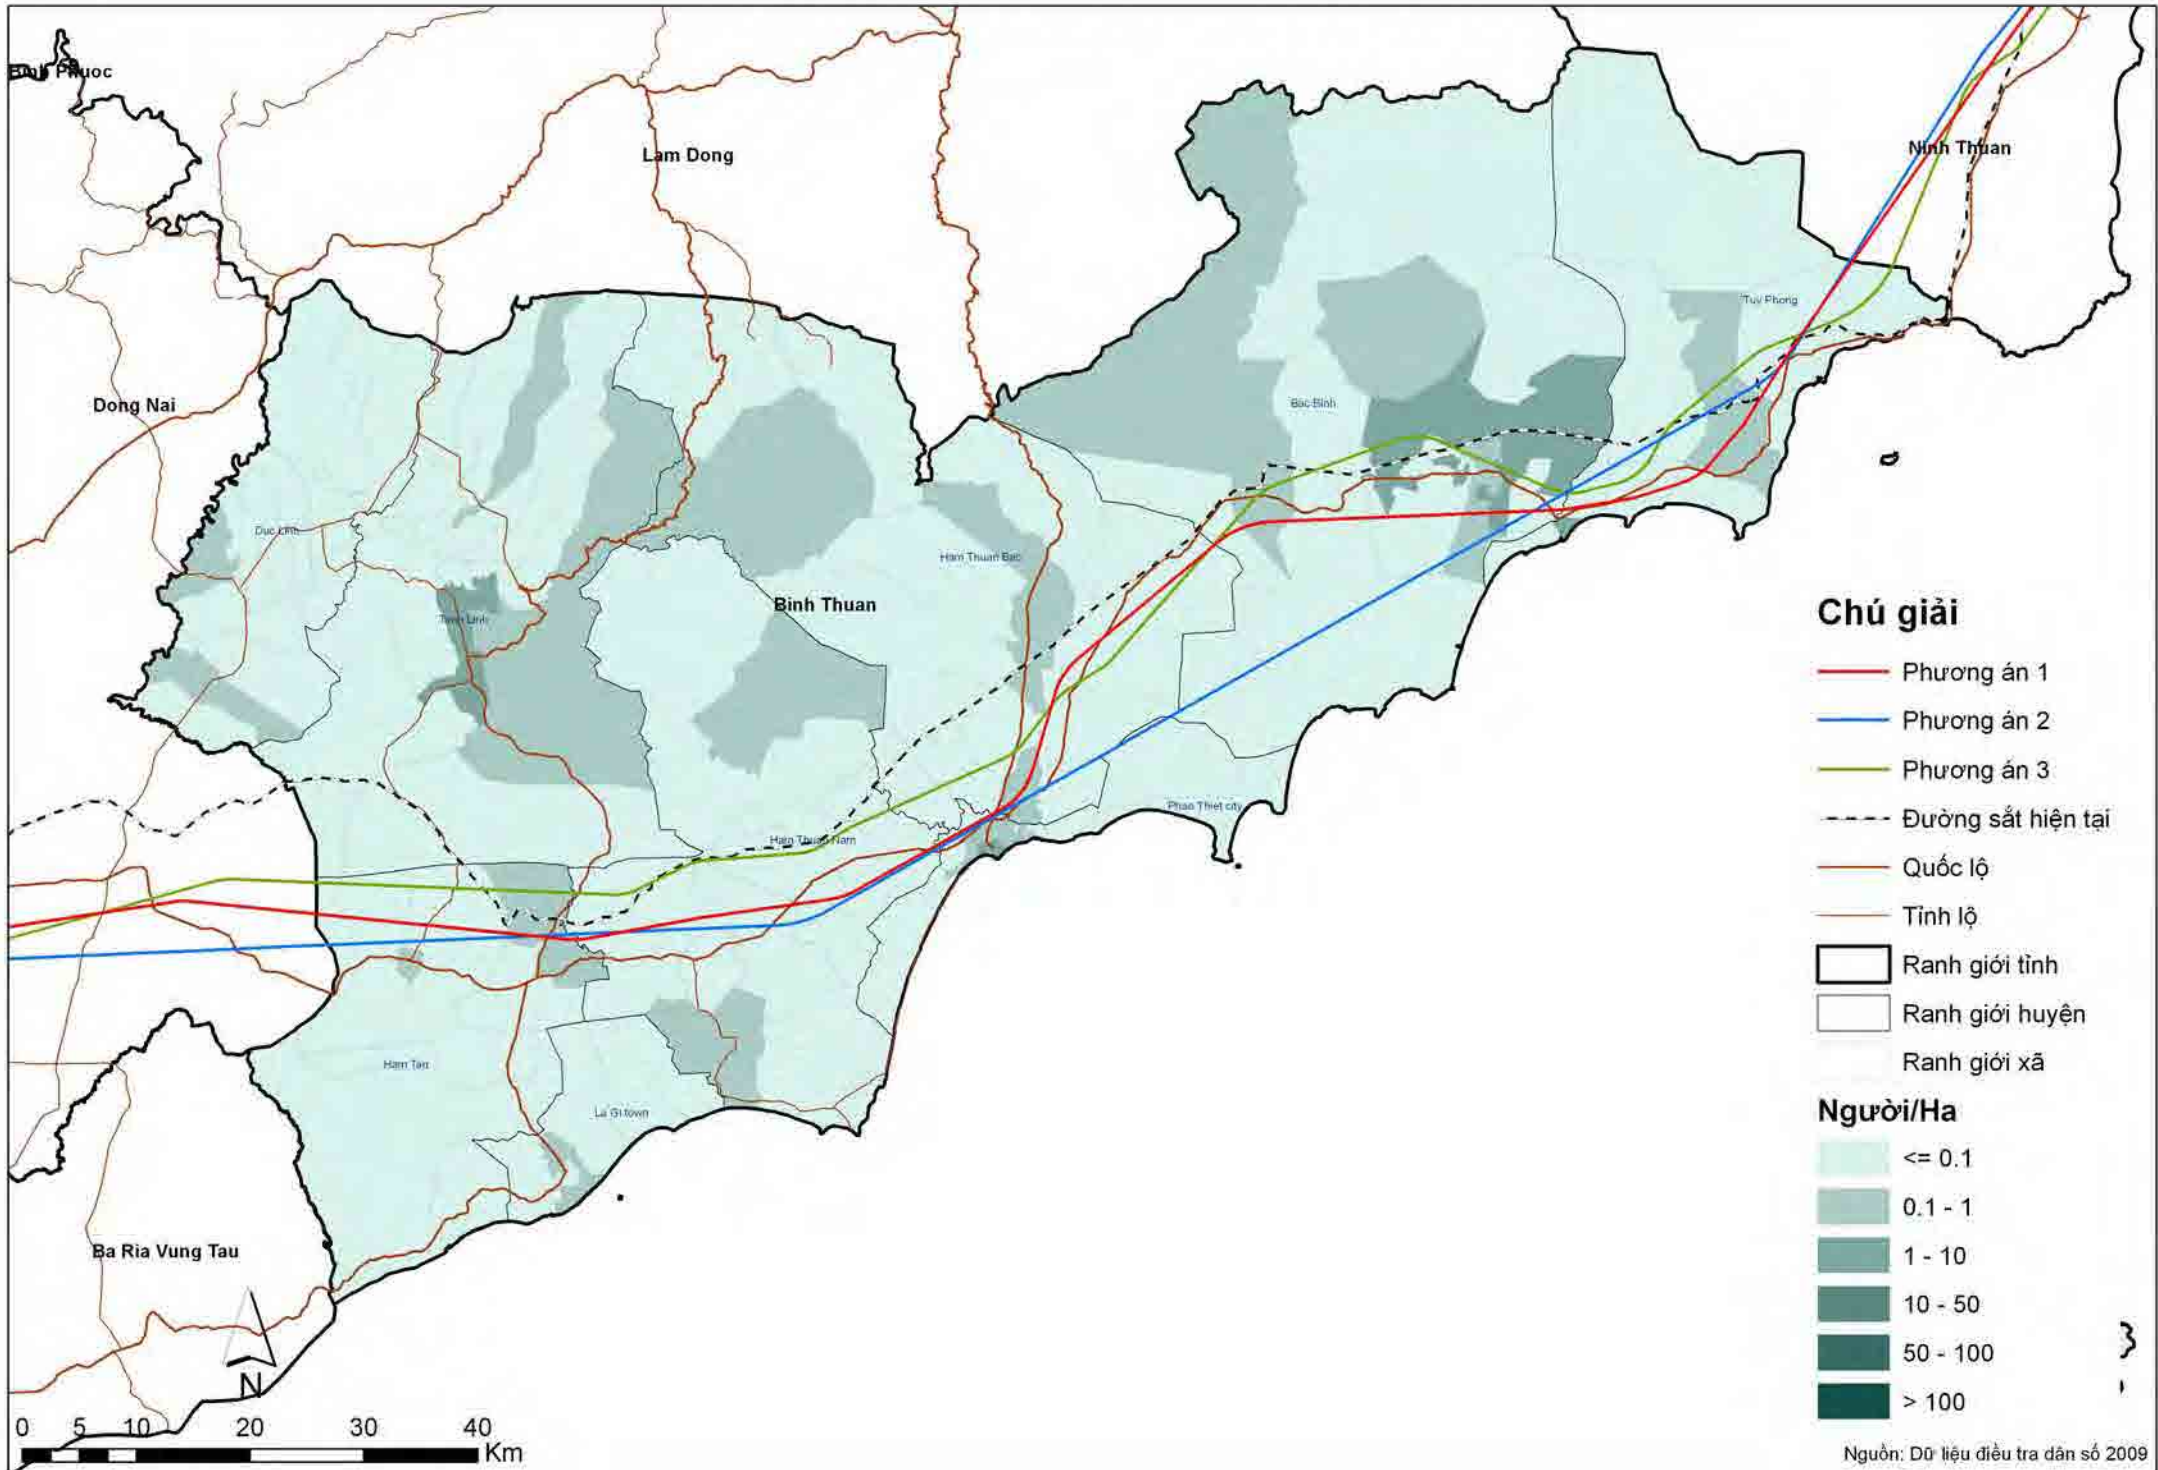 Binh Phuoc
Lam Dong
Ninh Thuan
Tuy Phong
Dong Nai
Bac Binh
Duc Linh
Ham Thuan Bac
Binh Thuan
Tanh Linh
Phan Thiet city
Ham Thuan Nam
Ham Tan
La Gi town
Ba Ria Vung Tau
N
0 5 10 20 30 40
Km
Chú giải
Phương án 1
Phương án 2
Phương án 3
Đường sắt hiện tại
Quốc lộ
Tỉnh lộ
Ranh giới tỉnh
Ranh giới huyện
Ranh giới xã
Người/Ha
<= 0.1
0.1 - 1
1 - 10
10 - 50
50 - 100
> 100
Nguồn: Dữ liệu điều tra dân số 2009